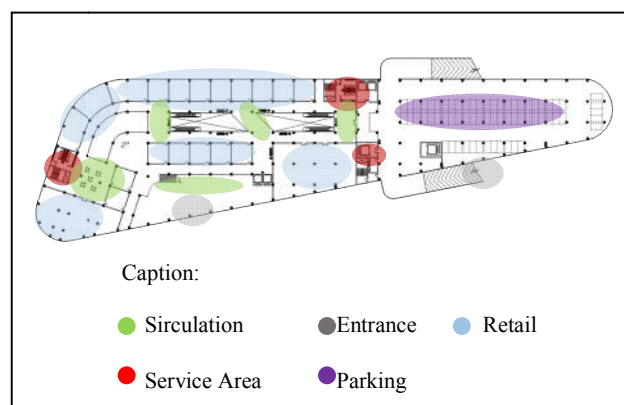 Caption:
Sirculation
Entrance
Retail
Service Area
Parking